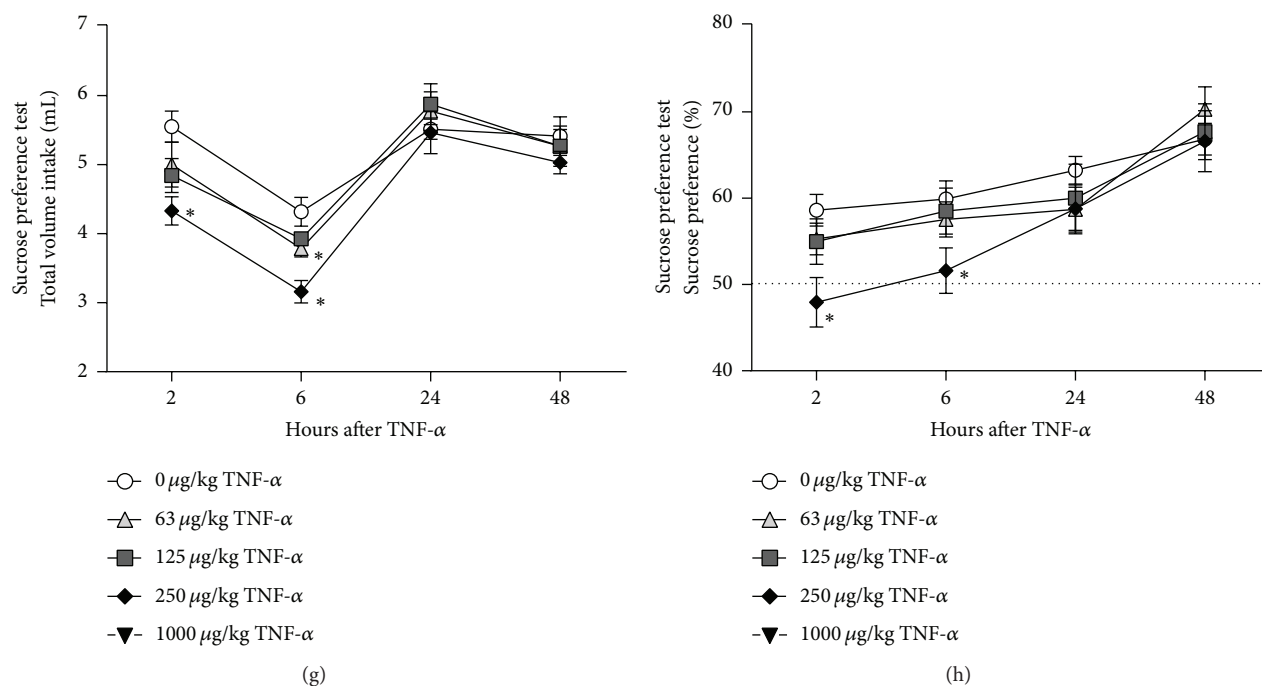 Sucrose preference test
Total volume intake (mL)
7
6
5
4
3
2
*
*
*
2
6
24
48
Hours after TNF-α
0 μg/kg TNF-α
63 μg/kg TNF-α
125 μg/kg TNF-α
250 μg/kg TNF-α
1000 μg/kg TNF-α
(g)
Sucrose preference test
Sucrose preference (%)
80
70
60
50
40
*
*
2
6
24
48
Hours after TNF-α
0 μg/kg TNF-α
63 μg/kg TNF-α
125 μg/kg TNF-α
250 μg/kg TNF-α
1000 μg/kg TNF-α
(h)